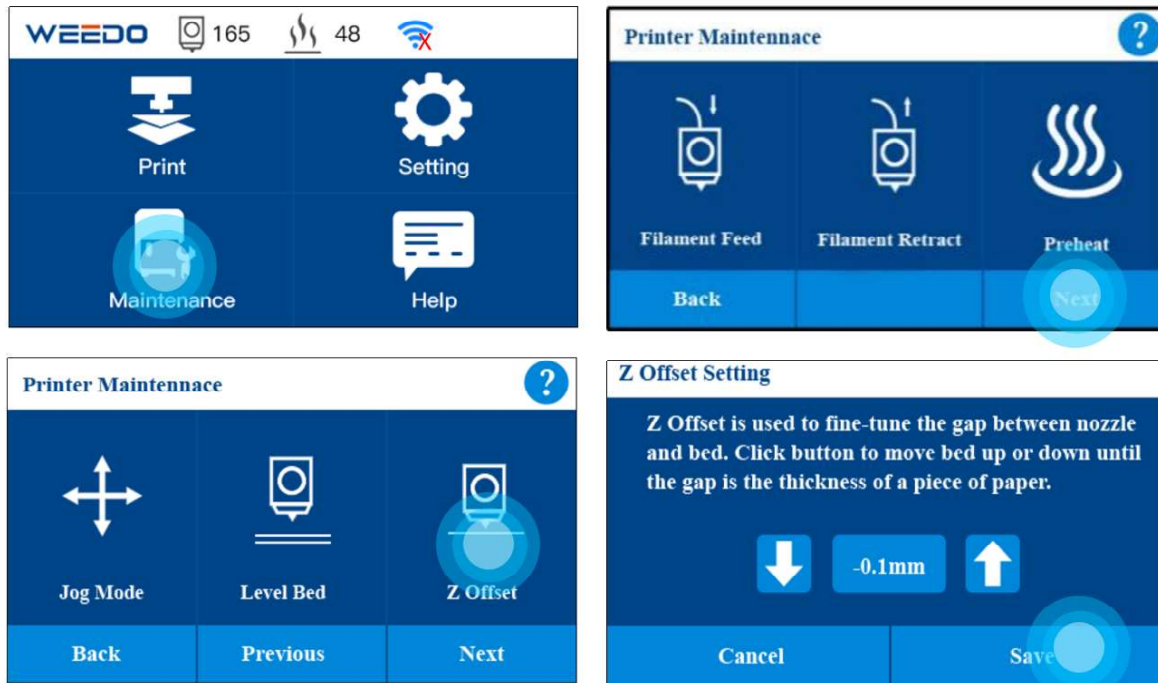 WEEDO 165 48
Print
Setting
Maintenance
Help
Printer Maintennace ?
Filament Feed
Filament Retract
Preheat
Back
Next
Printer Maintennace ?
Jog Mode
Level Bed
Z Offset
Back
Previous
Next
Z Offset Setting
Z Offset is used to fine-tune the gap between nozzle
and bed. Click button to move bed up or down until
the gap is the thickness of a piece of paper.
-0.1mm
Cancel
Save